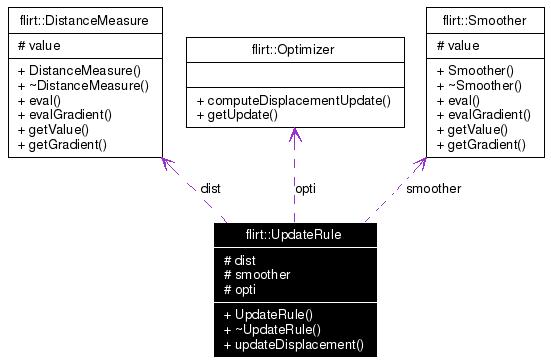 flirt::DistanceMeasure
# value
+ DistanceMeasure()
+ ~DistanceMeasure()
+ eval()
+ evalGradient()
+ getValue()
+ getGradient()
flirt::Optimizer
+ computeDisplacementUpdate()
+ getUpdate()
flirt::Smoother
# value
+ Smoother()
+ ~Smoother()
+ eval()
+ evalGradient()
+ getValue()
+ getGradient()
dist
opti
smoother
flirt::UpdateRule
# dist
# smoother
# opti
+ UpdateRule()
+ ~UpdateRule()
+ updateDisplacement()